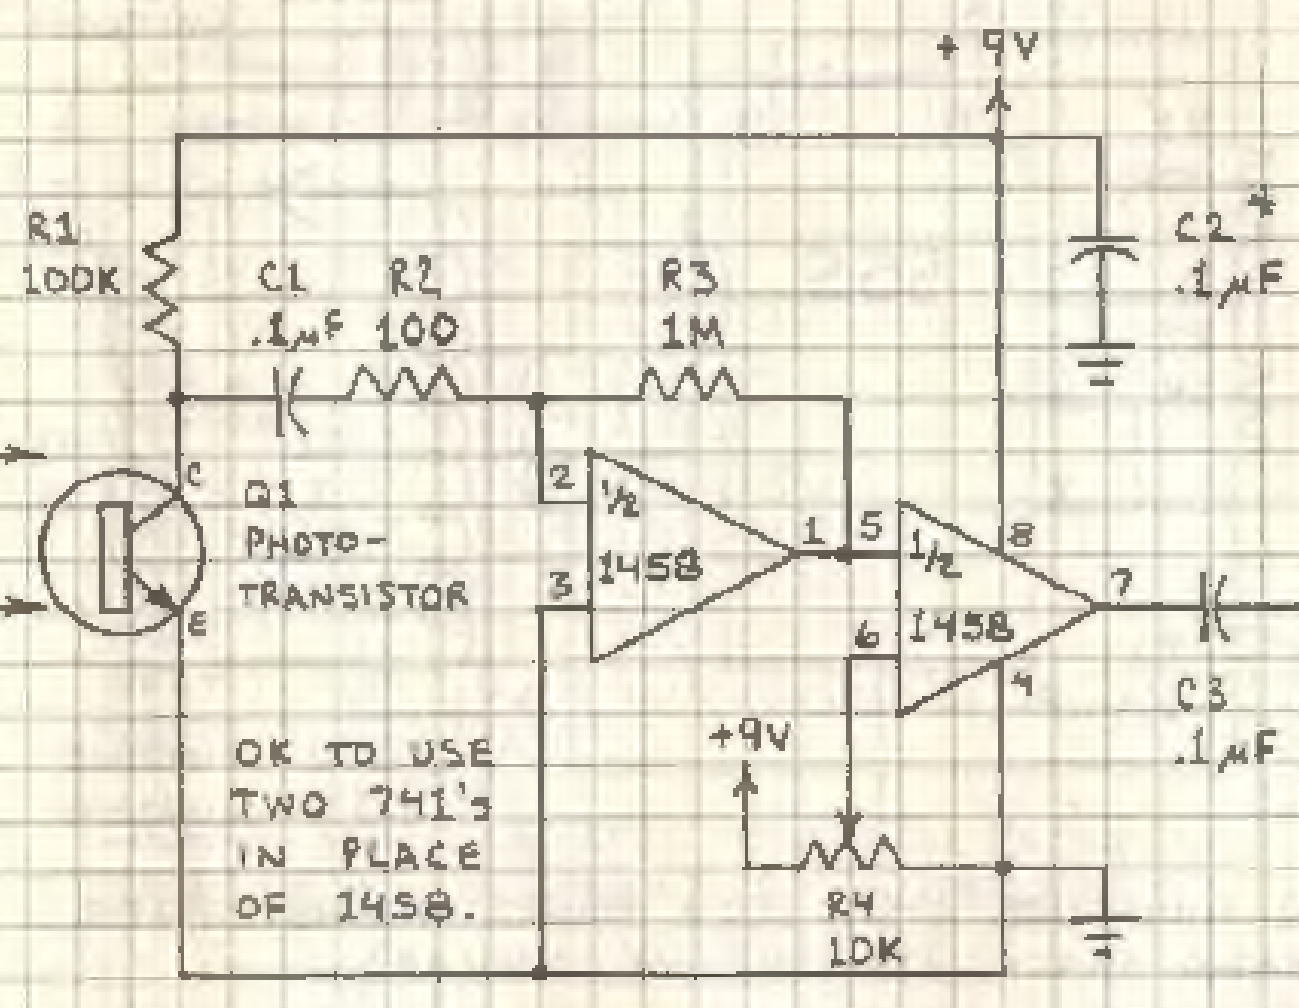 + 9V
R1
100K
C1
.1µF
R2
100
R3
1M
C2 *
.1µF
C
Q1
PHOTO-
TRANSISTOR
E
2
3
1/2
1458
1
5
6
1/2
1458
8
7
4
C3
.1µF
+9V
R4
10K
OK TO USE
TWO 741's
IN PLACE
OF 1458.